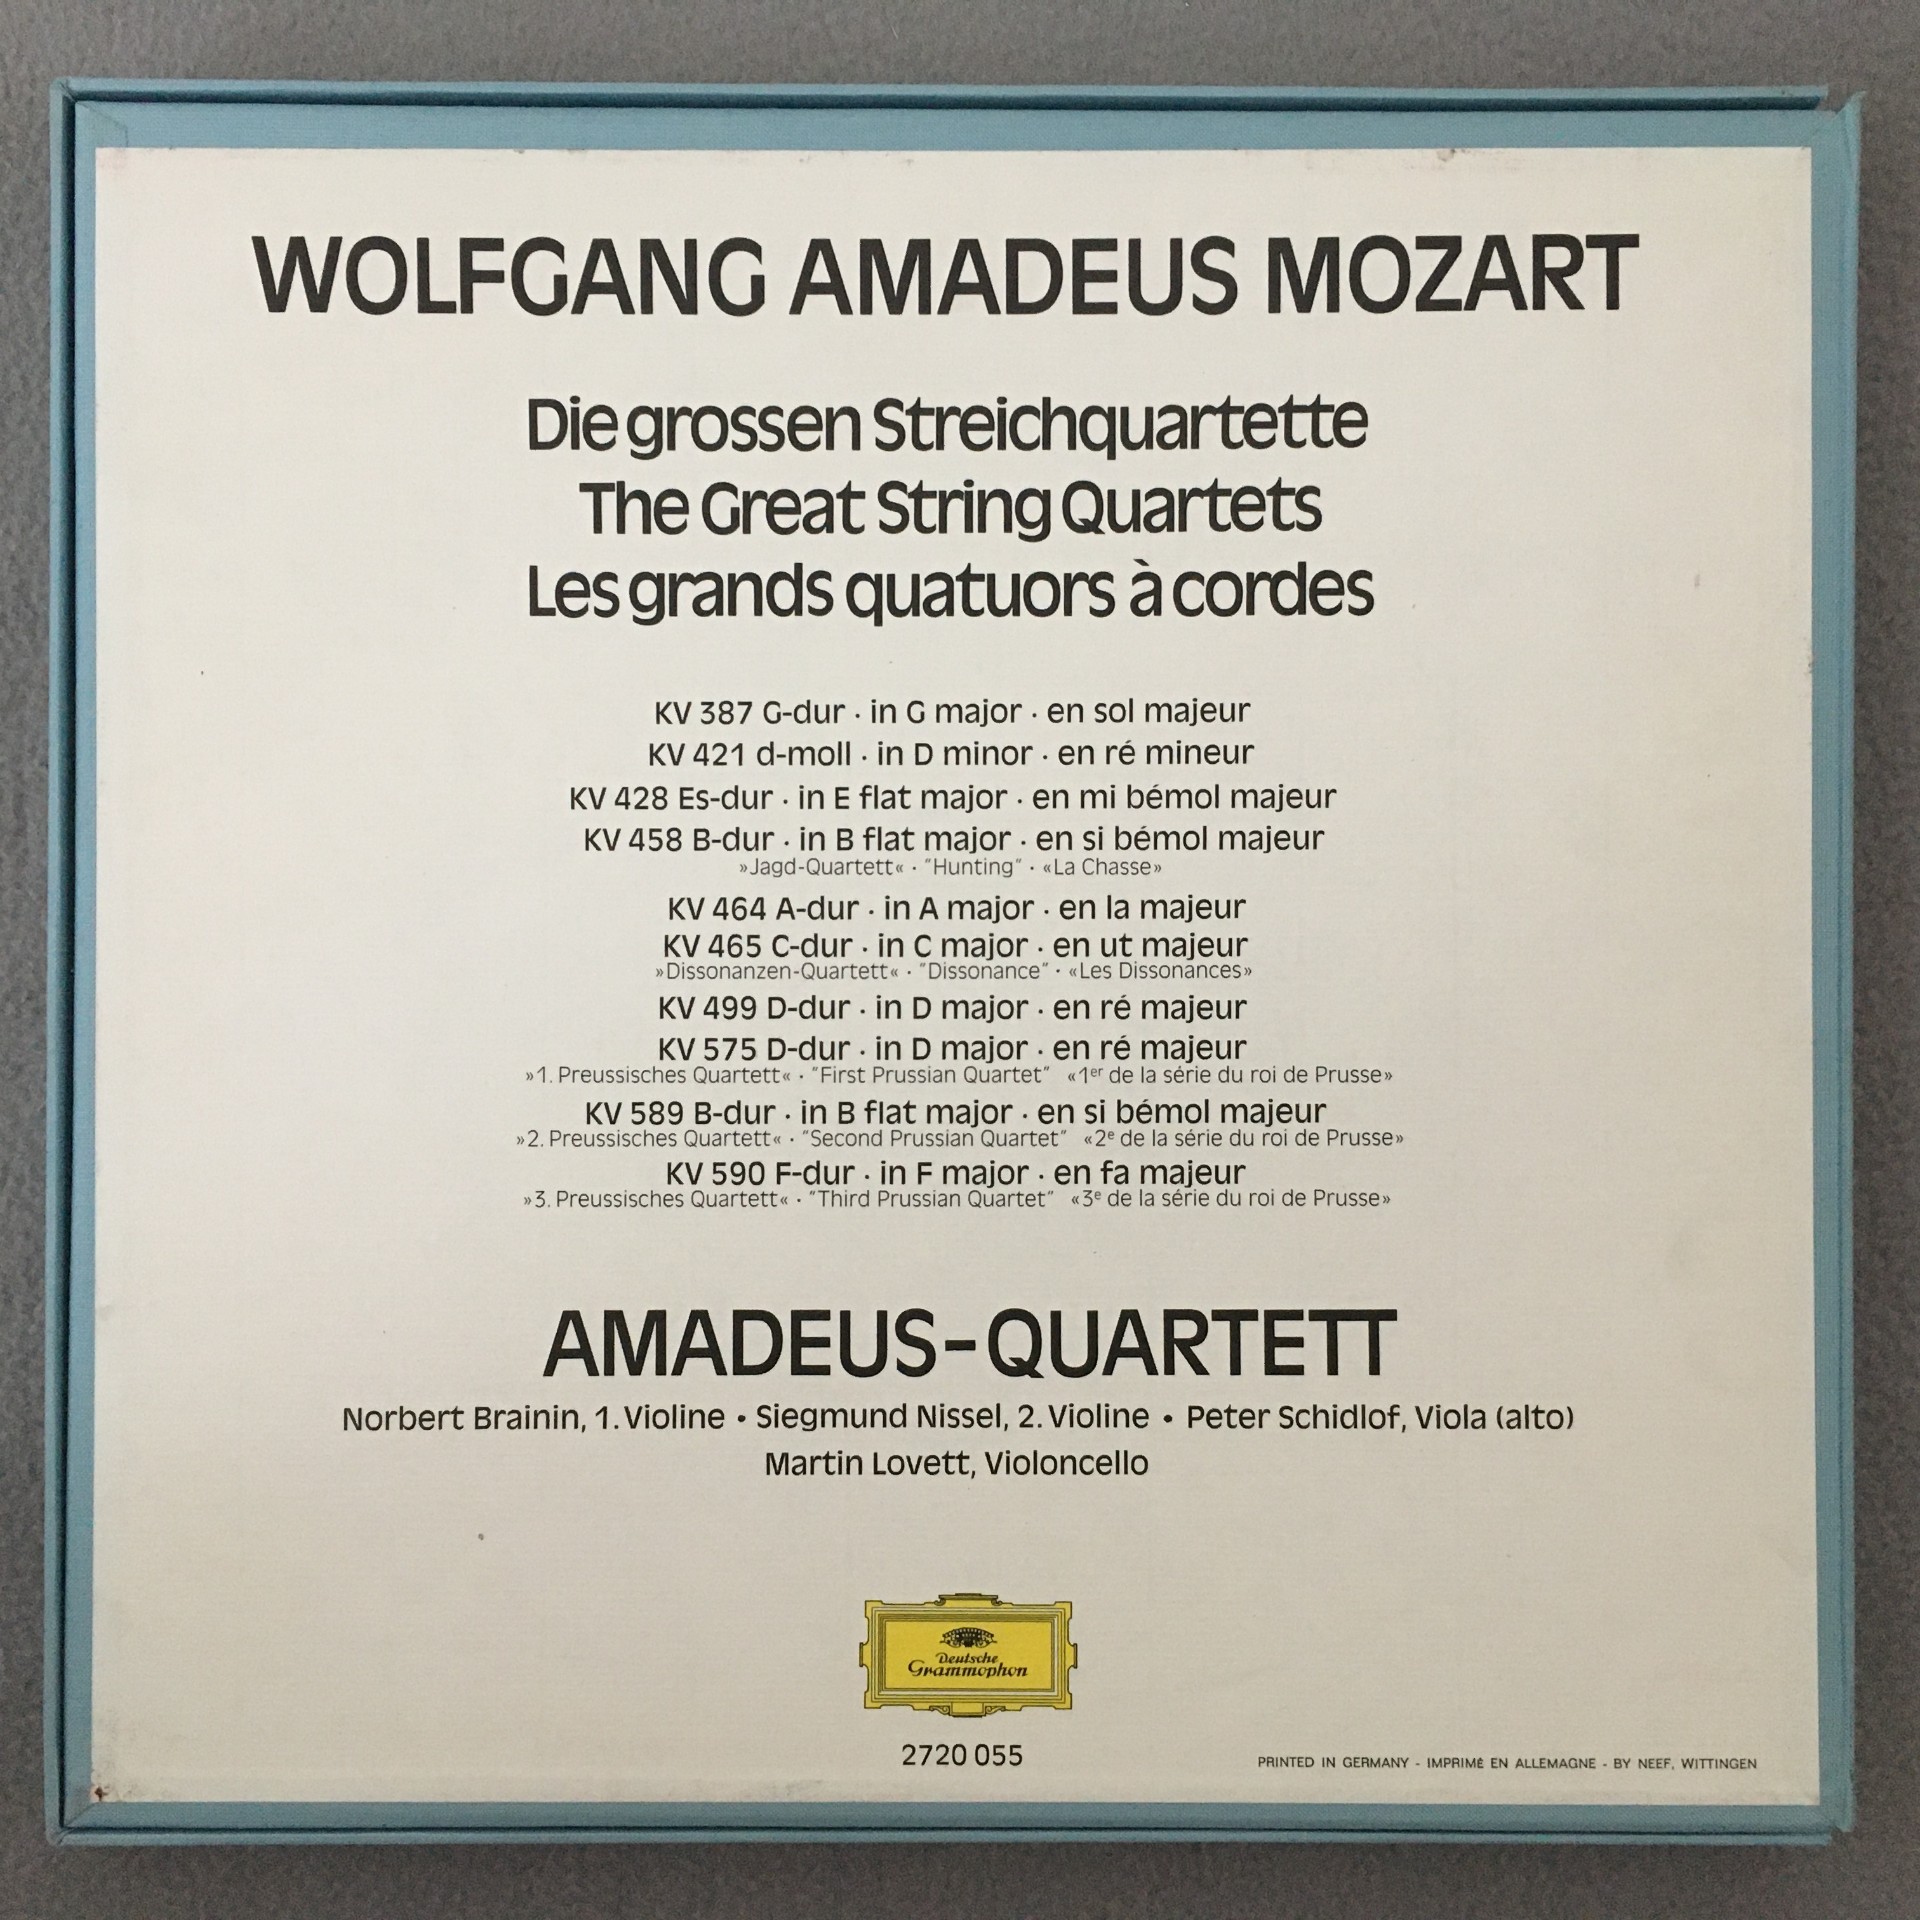 WOLFGANG AMADEUS MOZART
Die grossen Streichquartette
The Great String Quartets
Les grands quatuors à cordes
KV 387 G-dur · in G major · en sol majeur
KV 421 d-moll · in D minor · en ré mineur
KV 428 Es-dur · in E flat major · en mi bémol majeur
KV 458 B-dur · in B flat major · en si bémol majeur
»Jagd-Quartett« · "Hunting" · «La Chasse»
KV 464 A-dur · in A major · en la majeur
KV 465 C-dur · in C major · en ut majeur
»Dissonanzen-Quartett« · "Dissonance" · «Les Dissonances»
KV 499 D-dur · in D major · en ré majeur
KV 575 D-dur · in D major · en ré majeur
»1. Preussisches Quartett« · "First Prussian Quartet" «1er de la série du roi de Prusse»
KV 589 B-dur · in B flat major · en si bémol majeur
»2. Preussisches Quartett« · "Second Prussian Quartet" «2e de la série du roi de Prusse»
KV 590 F-dur · in F major · en fa majeur
»3. Preussisches Quartett« · "Third Prussian Quartet" «3e de la série du roi de Prusse»
AMADEUS-QUARTETT
Norbert Brainin, 1. Violine • Siegmund Nissel, 2. Violine • Peter Schidlof, Viola (alto)
Martin Lovett, Violoncello
Deutsche
Grammophon
2720 055
PRINTED IN GERMANY - IMPRIMÉ EN ALLEMAGNE - BY NEEF, WITTINGEN